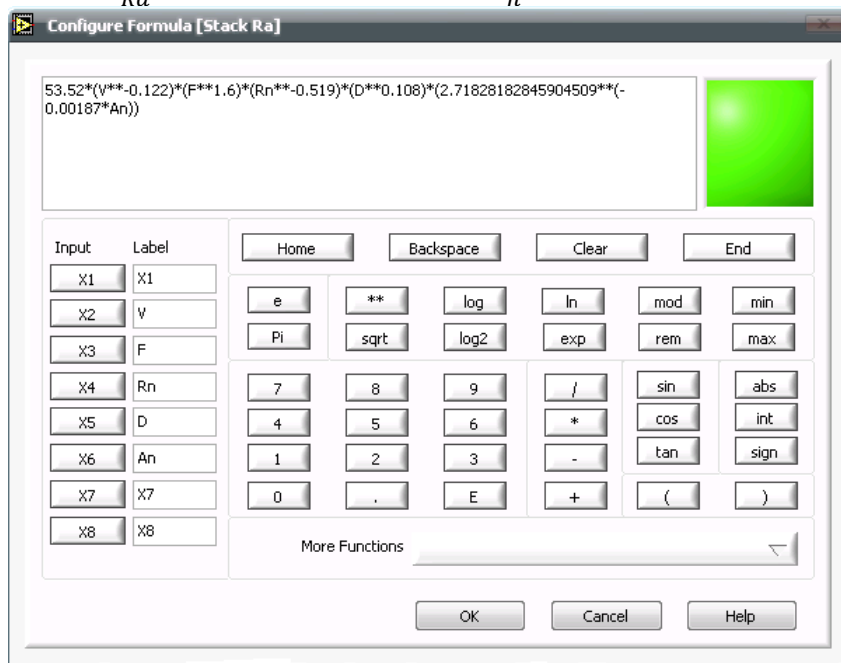 Ra n
Configure Formula [Stack Ra]
53.52*(V**-0.122)*(F**1.6)*(Rn**-0.519)*(D**0.108)*(2.71828182845904509**(-
0.00187*An))
Input Label Home Backspace Clear End
X1 X1
X2 V e ** log ln mod min
X3 F Pi sqrt log2 exp rem max
X4 Rn 7 8 9 / sin abs
X5 D 4 5 6 * cos int
X6 An 1 2 3 - tan sign
X7 X7 0 . E + ( )
X8 X8 More Functions
OK Cancel Help